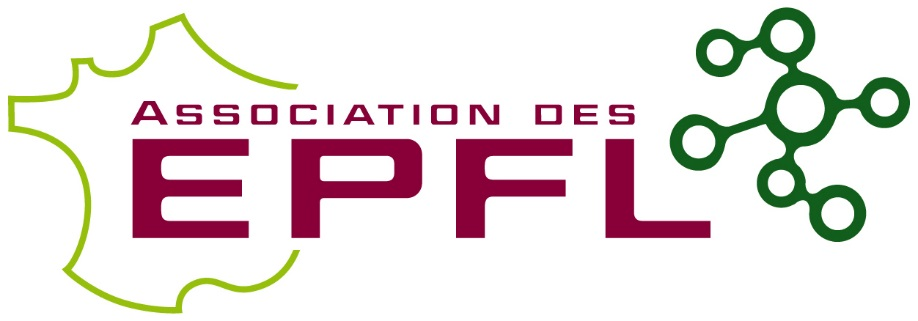 ASSOCIATION DES
EPFL